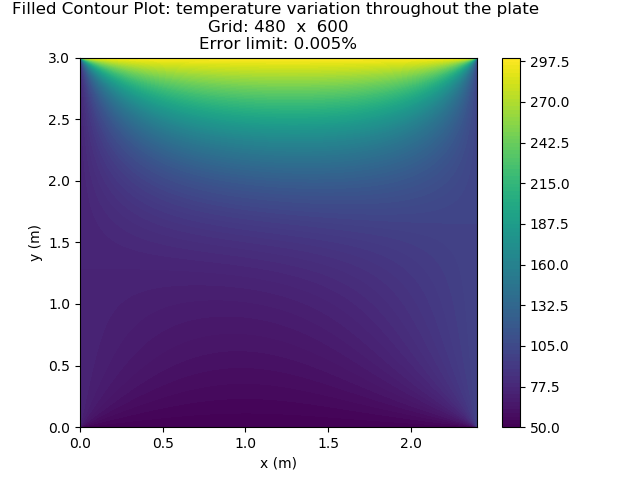 Filled Contour Plot: temperature variation throughout the plate
Grid: 480 x 600
Error limit: 0.005%
3.0
2.5
2.0
1.5
1.0
0.5
0.0
y (m)
0.0 0.5 1.0 1.5 2.0
x (m)
297.5
270.0
242.5
215.0
187.5
160.0
132.5
105.0
77.5
50.0